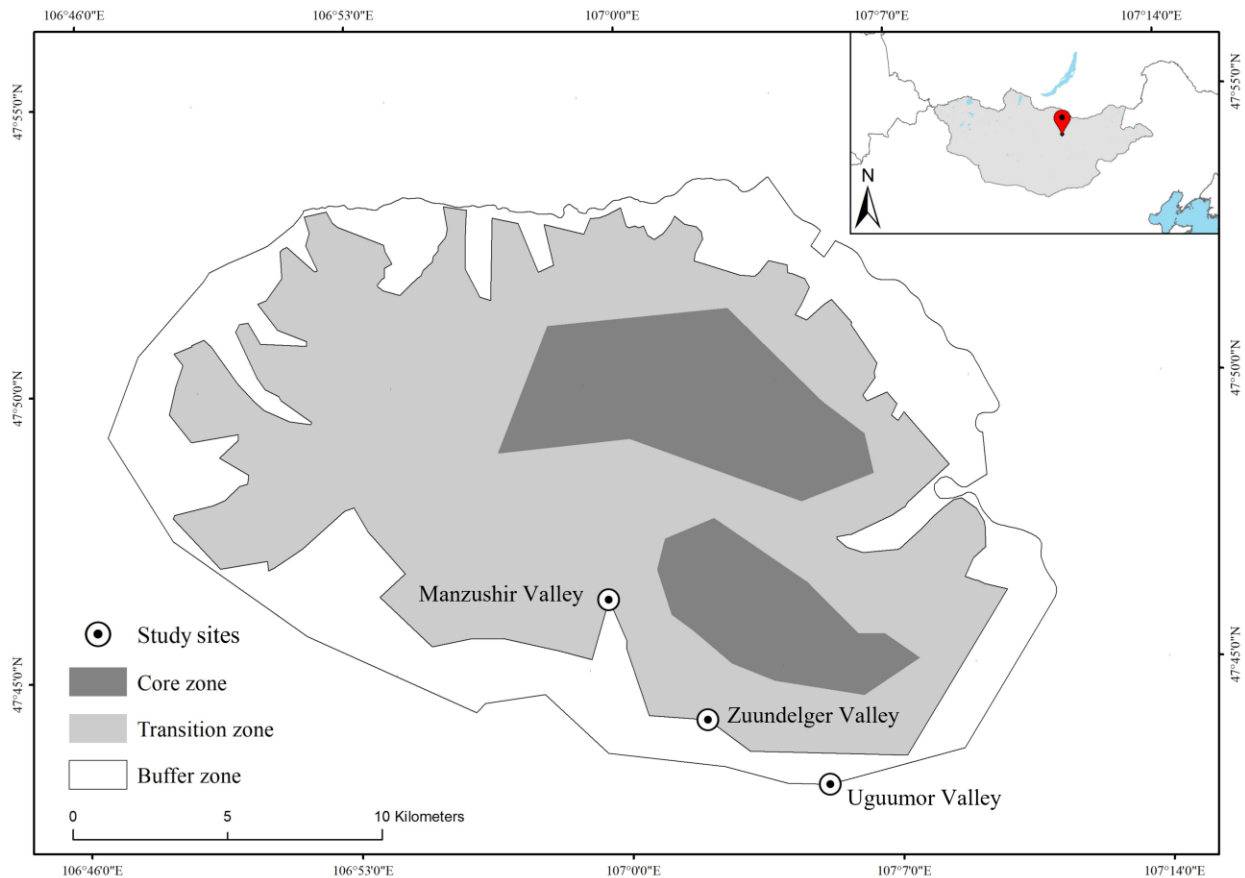 106°46'0"E 106°53'0"E 107°0'0"E 107°7'0"E 107°14'0"E
47°55'0"N 47°55'0"N
N
47°50'0"N 47°50'0"N
Manzushir Valley
Study sites
47°45'0"N 47°45'0"N
Core zone
Zuundelger Valley
Transition zone
Buffer zone
Uguumor Valley
0 5 10 Kilometers
106°46'0"E 106°53'0"E 107°0'0"E 107°7'0"E 107°14'0"E